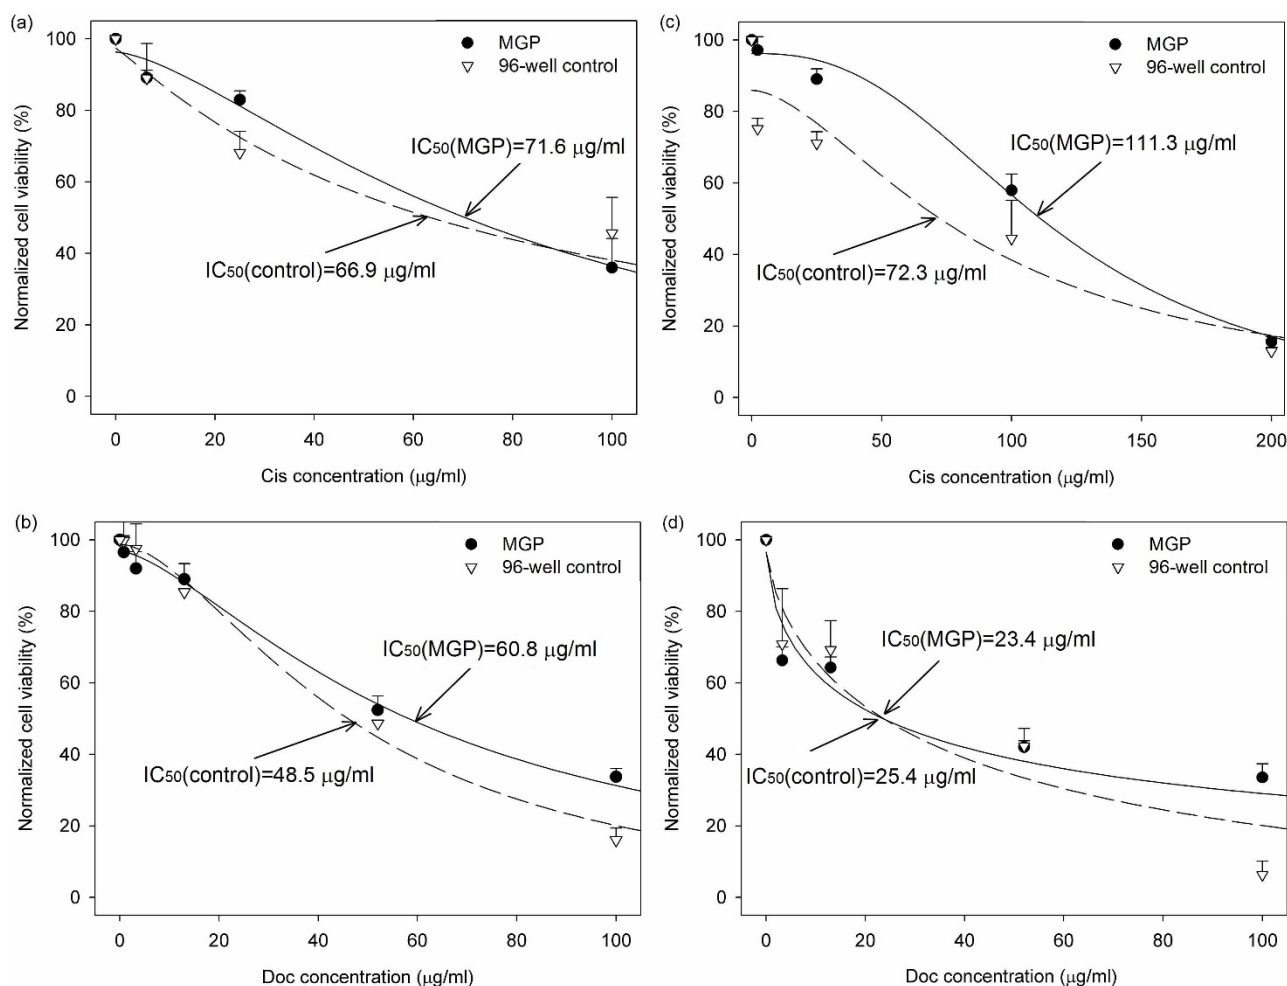 (a)
Normalized cell viability (%)
100
80
60
40
20
0
MGP
96-well control
IC50(MGP)=71.6 µg/ml
IC50(control)=66.9 µg/ml
0 20 40 60 80 100
Cis concentration (µg/ml)
(c)
Normalized cell viability (%)
100
80
60
40
20
0
MGP
96-well control
IC50(MGP)=111.3 µg/ml
IC50(control)=72.3 µg/ml
0 50 100 150 200
Cis concentration (µg/ml)
(b)
Normalized cell viability (%)
100
80
60
40
20
0
MGP
96-well control
IC50(MGP)=60.8 µg/ml
IC50(control)=48.5 µg/ml
0 20 40 60 80 100
Doc concentration (µg/ml)
(d)
Normalized cell viability (%)
100
80
60
40
20
0
MGP
96-well control
IC50(MGP)=23.4 µg/ml
IC50(control)=25.4 µg/ml
0 20 40 60 80 100
Doc concentration (µg/ml)